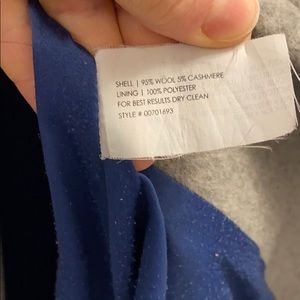 SHELL | 95% WOOL 5% CASHMERE
LINING | 100% POLYESTER
FOR BEST RESULTS DRY CLEAN
STYLE # 00701693